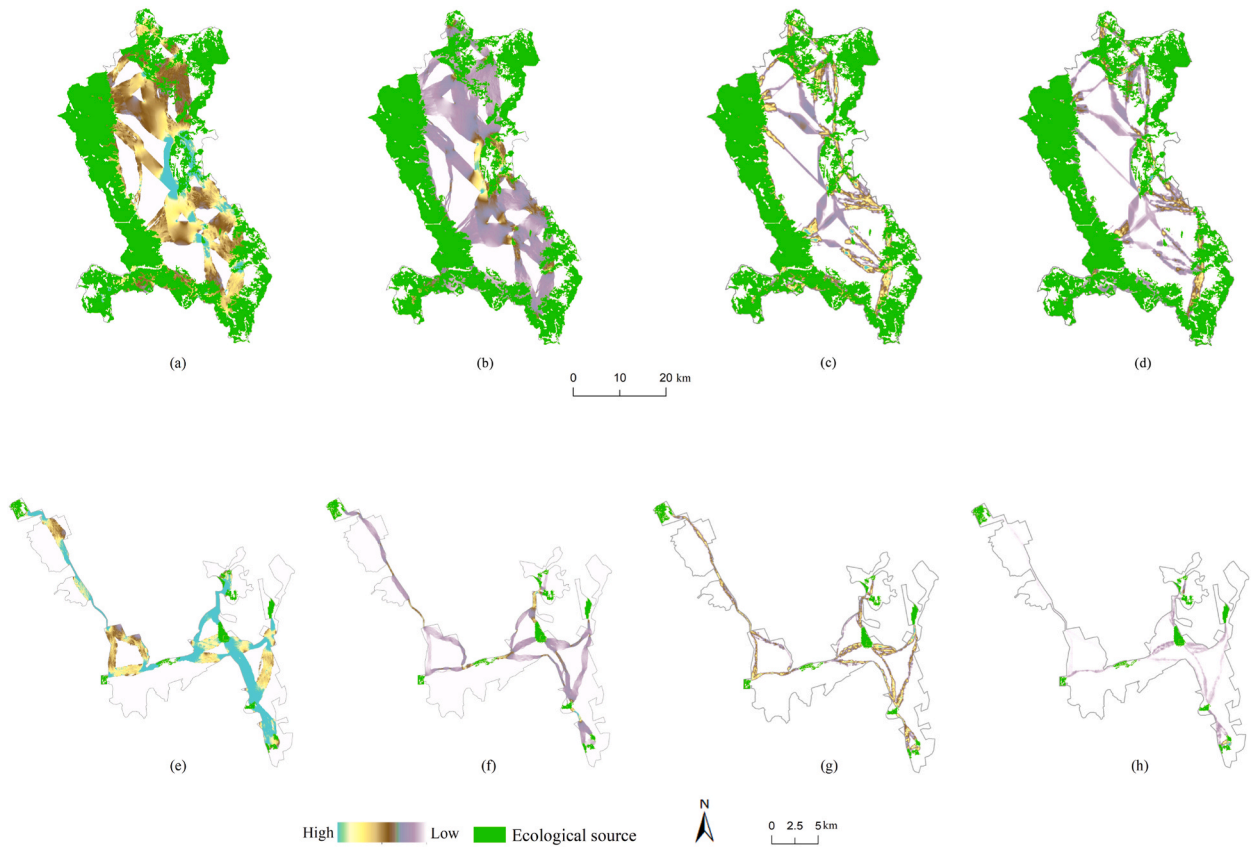 (a) (b) (c) (d)
0 10 20 km
(e) (f) (g) (h)
High Low Ecological source
N
0 2.5 5 km